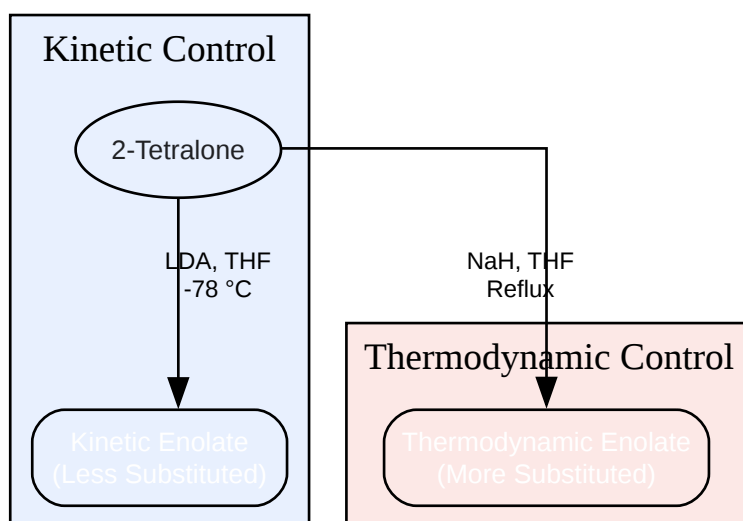 Kinetic Control
2-Tetralone
LDA, THF
-78 °C
NaH, THF
Reflux
Thermodynamic Control
Kinetic Enolate
(Less Substituted)
Thermodynamic Enolate
(More Substituted)